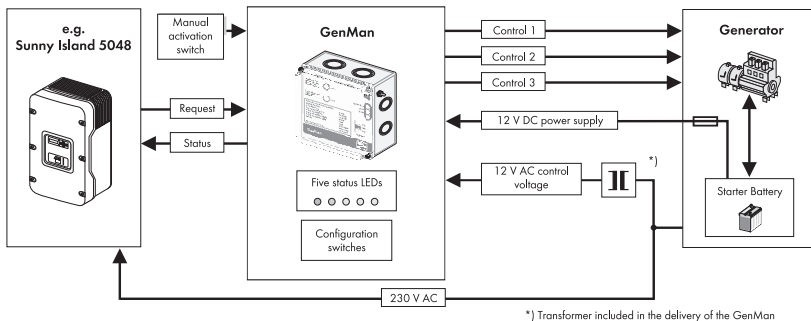 e.g.
Sunny Island 5048
Manual
activation
switch
Request
Status
GenMan
Five status LEDs
Configuration
switches
Control 1
Control 2
Control 3
12 V DC power supply
12 V AC control
voltage
*)
Generator
Starter Battery
230 V AC
*) Transformer included in the delivery of the GenMan